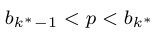 $b_{k^*-1} < p < b_{k^*}$